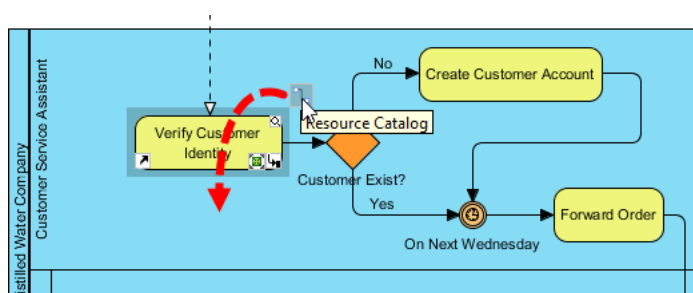 Customer Service Assistant
Water Company
No
Create Customer Account
Resource Catalog
Verify Customer
Identity
Customer Exist?
Yes
Forward Order
On Next Wednesday